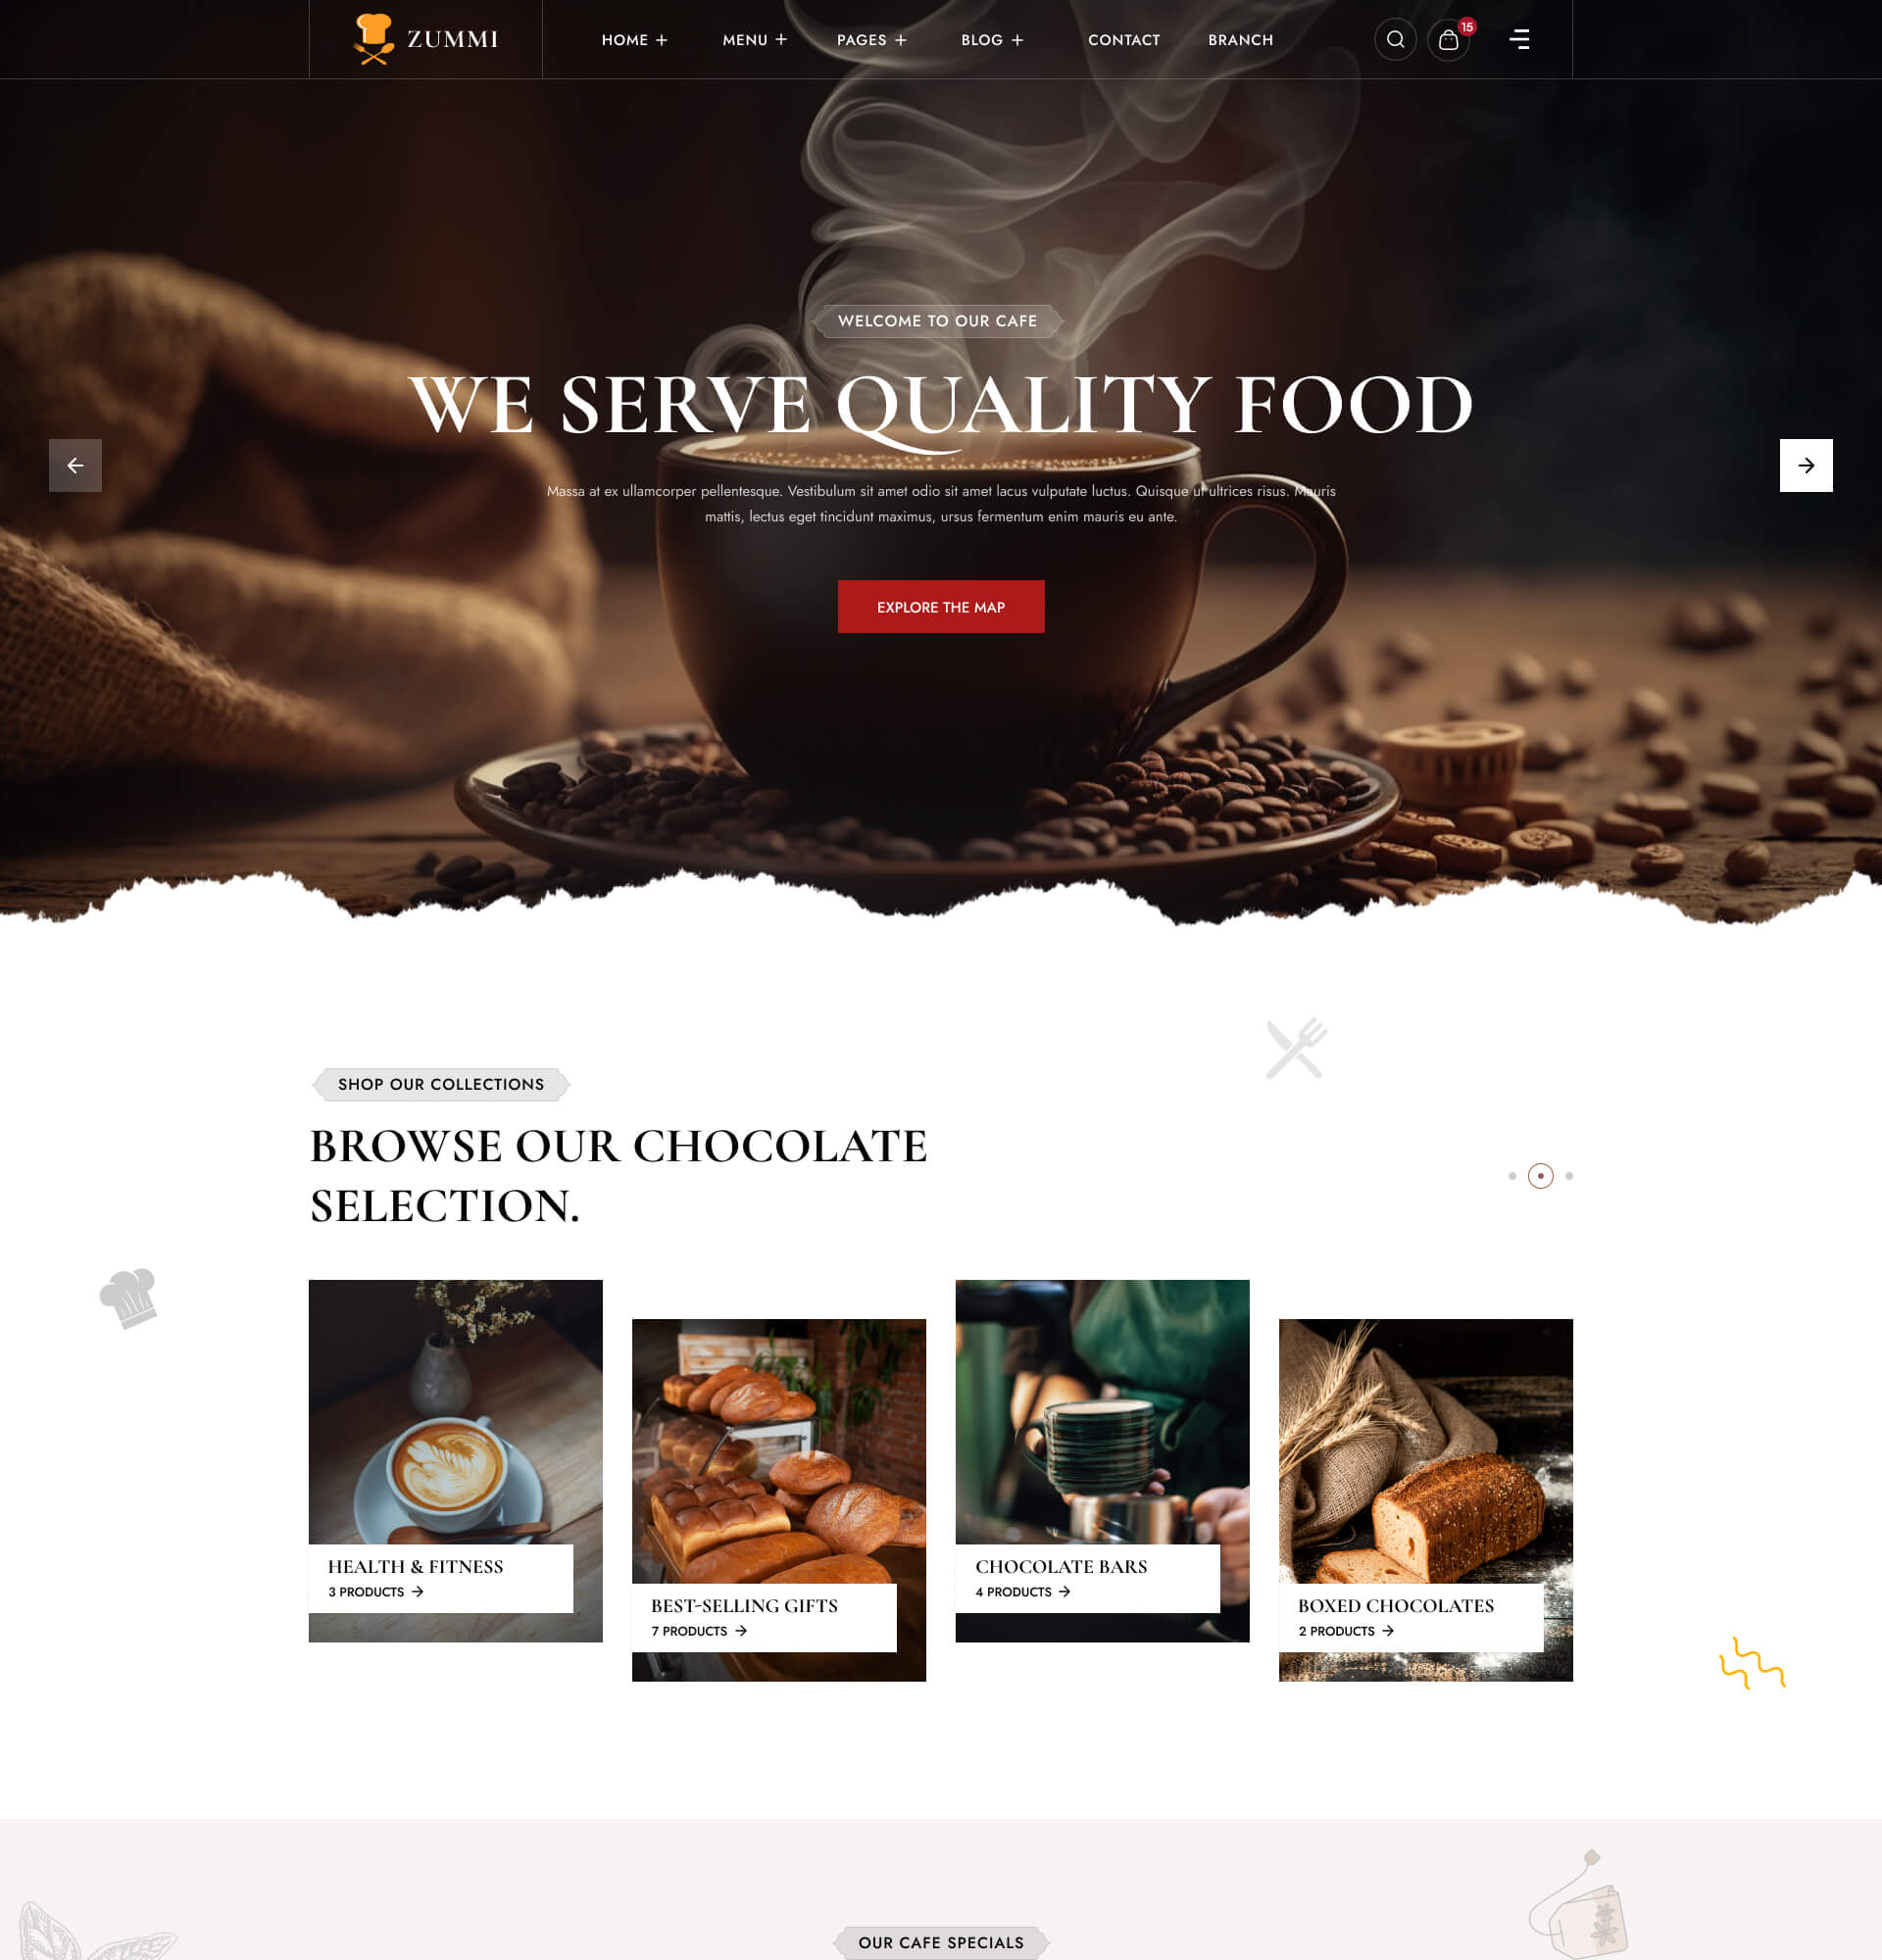 ZUMMI
HOME
MENU
PAGES
BLOG
CONTACT
BRANCH
15
WELCOME TO OUR CAFE
WE SERVE QUALITY FOOD
Massa at ex ullamcorper pellentesque. Vestibulum sit amet odio sit amet lacus vulputate luctus. Quisque ut ultrices risus. Mauris
mattis, lectus eget tincidunt maximus, ursus fermentum enim mauris eu ante.
EXPLORE THE MAP
SHOP OUR COLLECTIONS
BROWSE OUR CHOCOLATE
SELECTION.
HEALTH & FITNESS
3 PRODUCTS
BEST-SELLING GIFTS
7 PRODUCTS
CHOCOLATE BARS
4 PRODUCTS
BOXED CHOCOLATES
2 PRODUCTS
OUR CAFE SPECIALS